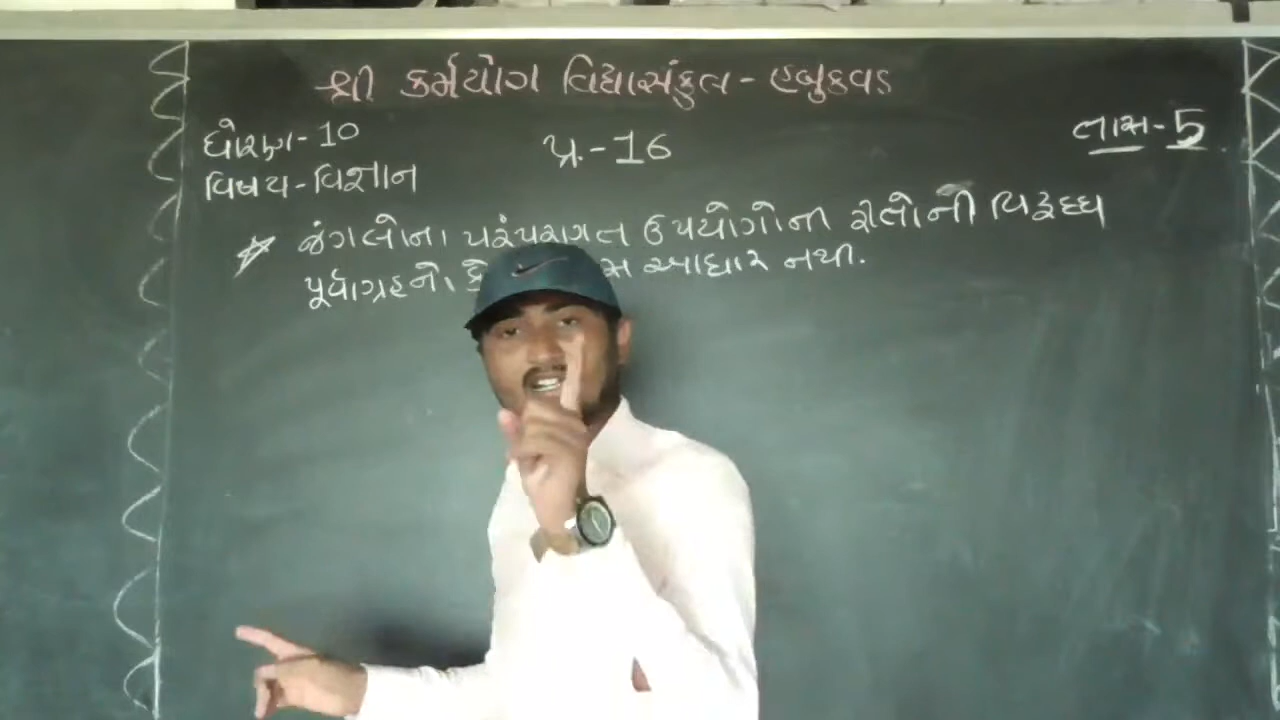 શ્રી કર્મયોગ વિદ્યાસંકુલ - હબુકવડ
ધોરણ - 10
પ્ર. - 16
તાસ - 5
વિષય - વિજ્ઞાન
જંગલોના પરંપરાગત ઉપયોગોની રીતોની વિરૂધ્ધ
પૂર્વાગ્રહનો આધાર નથી.